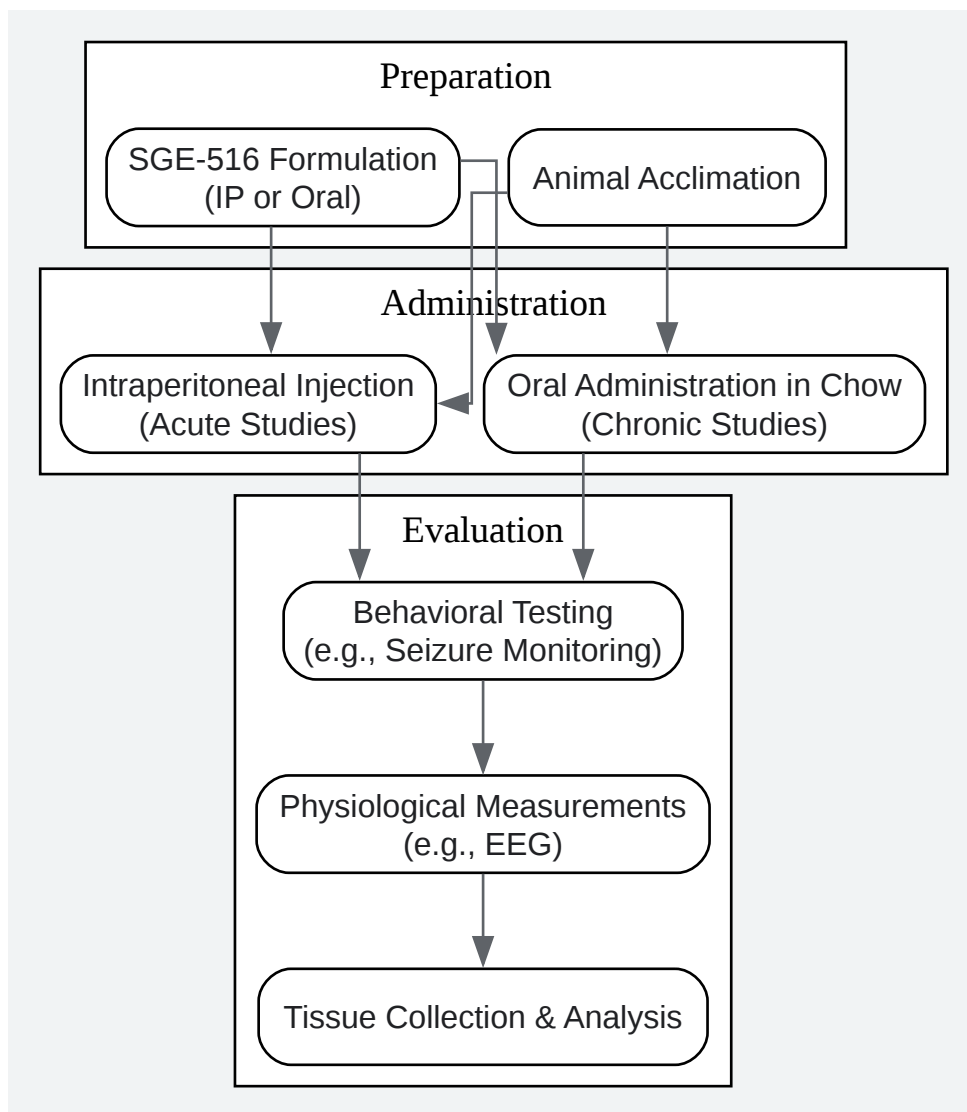 Preparation
SGE-516 Formulation
(IP or Oral)
Animal Acclimation
Administration
Intraperitoneal Injection
(Acute Studies)
Oral Administration in Chow
(Chronic Studies)
Evaluation
Behavioral Testing
(e.g., Seizure Monitoring)
Physiological Measurements
(e.g., EEG)
Tissue Collection & Analysis